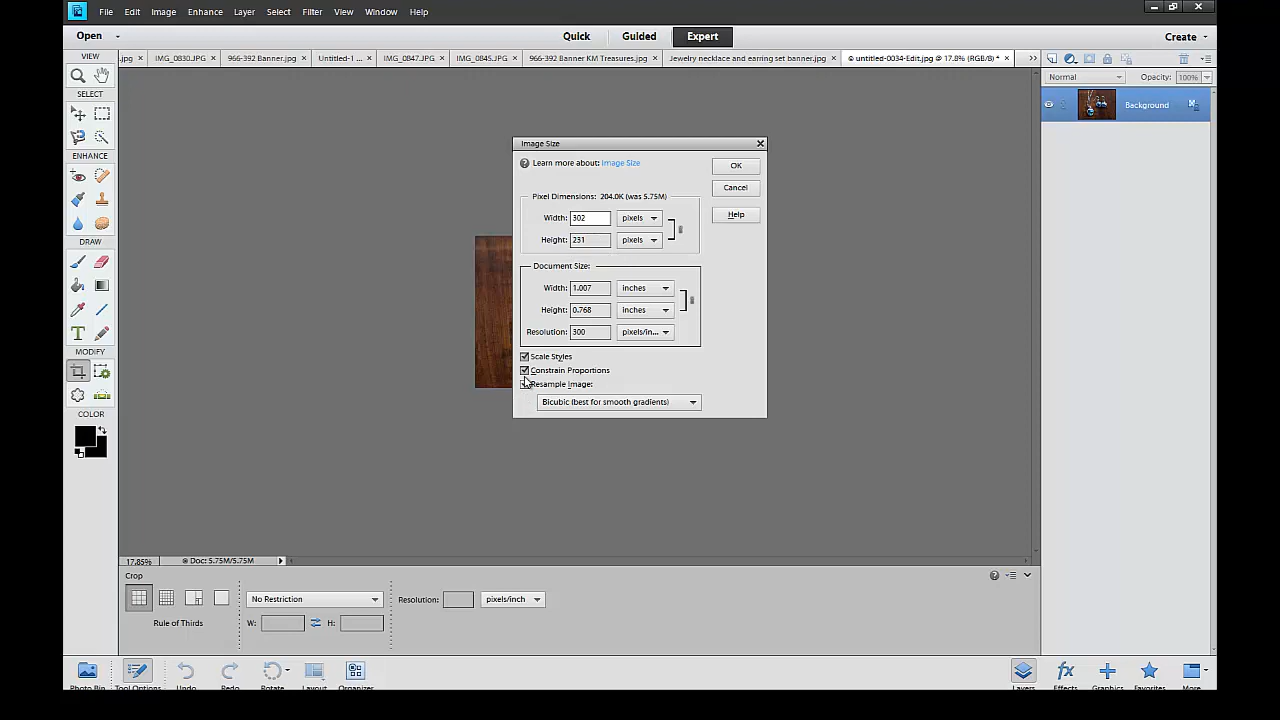 File Edit Image Enhance Layer Select Filter View Window Help
Open Quick Guided Expert Create
.jpg × IMG_0830.JPG × 966-392 Banner.jpg × Untitled-1 ... × IMG_0847.JPG × IMG_0845.JPG × 966-392 Banner KM Treasures.jpg × Jewelry necklace and earring set banner.jpg × © untitled-0034-Edit.jpg @ 17.8% (RGB/8) * ×
VIEW
SELECT
ENHANCE
DRAW
MODIFY
COLOR
Normal Opacity: 100%
Background
Image Size
Learn more about: Image Size
OK
Cancel
Help
Pixel Dimensions: 204.0K (was 5.75M)
Width: 302 pixels
Height: 231 pixels
Document Size:
Width: 1.007 inches
Height: 0.768 inches
Resolution: 300 pixels/in...
Scale Styles
Constrain Proportions
Resample Image:
Bicubic (best for smooth gradients)
17.85% Doc: 5.75M/5.75M
Crop
No Restriction Resolution: pixels/inch
Rule of Thirds W: H:
Photo Bin Tool Options Undo Redo Rotate Layout Organizer Layers Effects Graphics Favorites More